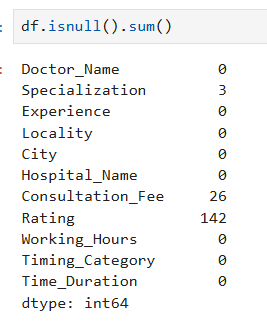 df.isnull().sum()
Doctor_Name 0
Specialization 3
Experience 0
Locality 0
City 0
Hospital_Name 0
Consultation_Fee 26
Rating 142
Working_Hours 0
Timing_Category 0
Time_Duration 0
dtype: int64